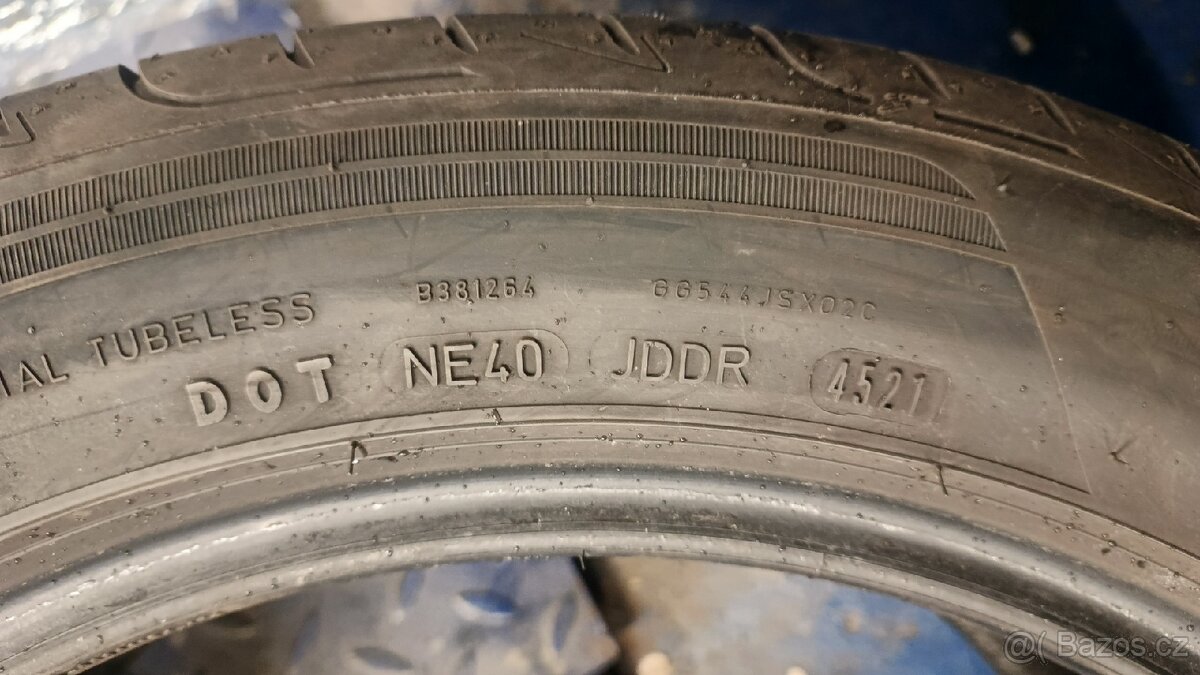 B381264 GG544JSX02C
IAL TUBELESS
DOT NE40 JDDR 4521
Bazos.cz